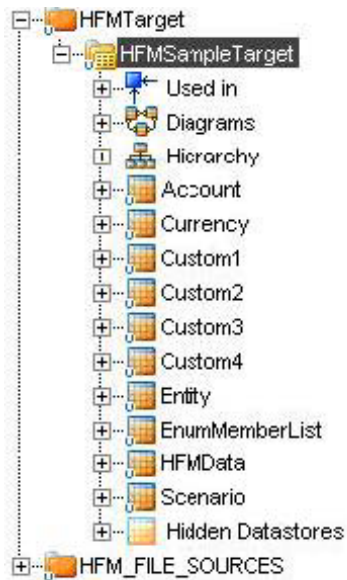 HFMTarget
HFMSampleTarget
Used in
Diagrams
Hierarchy
Account
Currency
Custom1
Custom2
Custom3
Custom4
Entity
EnumMemberList
HFMData
Scenario
Hidden Datastores
HFM_FILE_SOURCES